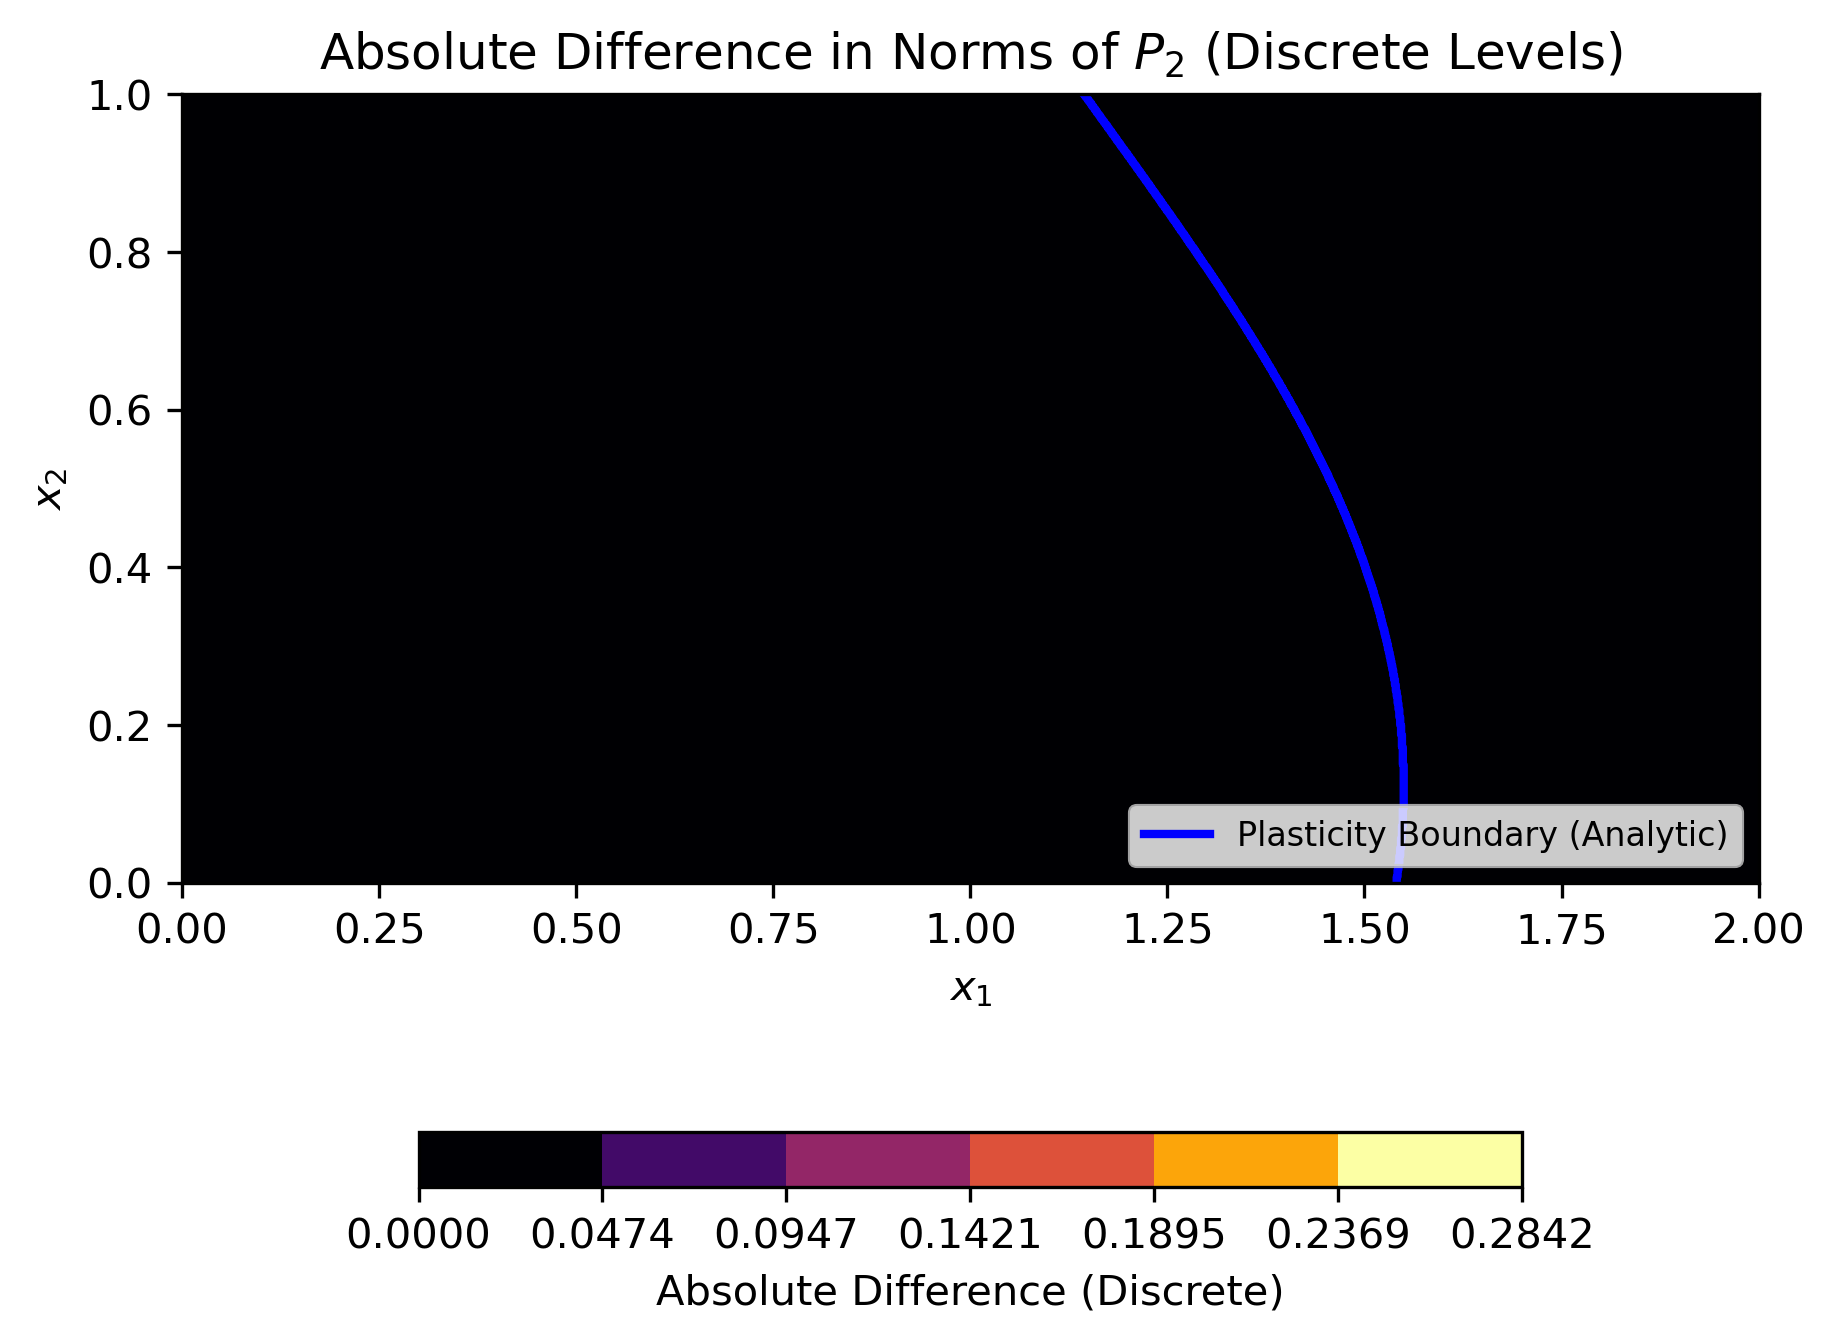 Absolute Difference in Norms of P₂ (Discrete Levels)
1.0
0.8
0.6
0.4
0.2
0.0
x₂
Plasticity Boundary (Analytic)
0.00 0.25 0.50 0.75 1.00 1.25 1.50 1.75 2.00
x₁
0.0000 0.0474 0.0947 0.1421 0.1895 0.2369 0.2842
Absolute Difference (Discrete)